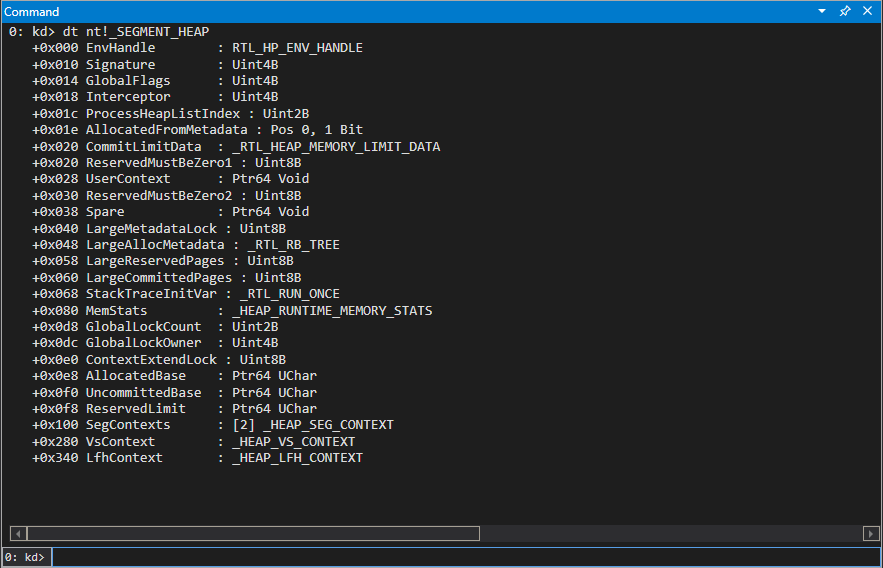 Command
0: kd> dt nt!_SEGMENT_HEAP
+0x000 EnvHandle : RTL_HP_ENV_HANDLE
+0x010 Signature : Uint4B
+0x014 GlobalFlags : Uint4B
+0x018 Interceptor : Uint4B
+0x01c ProcessHeapListIndex : Uint2B
+0x01e AllocatedFromMetadata : Pos 0, 1 Bit
+0x020 CommitLimitData : _RTL_HEAP_MEMORY_LIMIT_DATA
+0x020 ReservedMustBeZero1 : Uint8B
+0x028 UserContext : Ptr64 Void
+0x030 ReservedMustBeZero2 : Uint8B
+0x038 Spare : Ptr64 Void
+0x040 LargeMetadataLock : Uint8B
+0x048 LargeAllocMetadata : _RTL_RB_TREE
+0x058 LargeReservedPages : Uint8B
+0x060 LargeCommittedPages : Uint8B
+0x068 StackTraceInitVar : _RTL_RUN_ONCE
+0x080 MemStats : _HEAP_RUNTIME_MEMORY_STATS
+0x0d8 GlobalLockCount : Uint2B
+0x0dc GlobalLockOwner : Uint4B
+0x0e0 ContextExtendLock : Uint8B
+0x0e8 AllocatedBase : Ptr64 UChar
+0x0f0 UncommittedBase : Ptr64 UChar
+0x0f8 ReservedLimit : Ptr64 UChar
+0x100 SegContexts : [2] _HEAP_SEG_CONTEXT
+0x280 VsContext : _HEAP_VS_CONTEXT
+0x340 LfhContext : _HEAP_LFH_CONTEXT
0: kd>